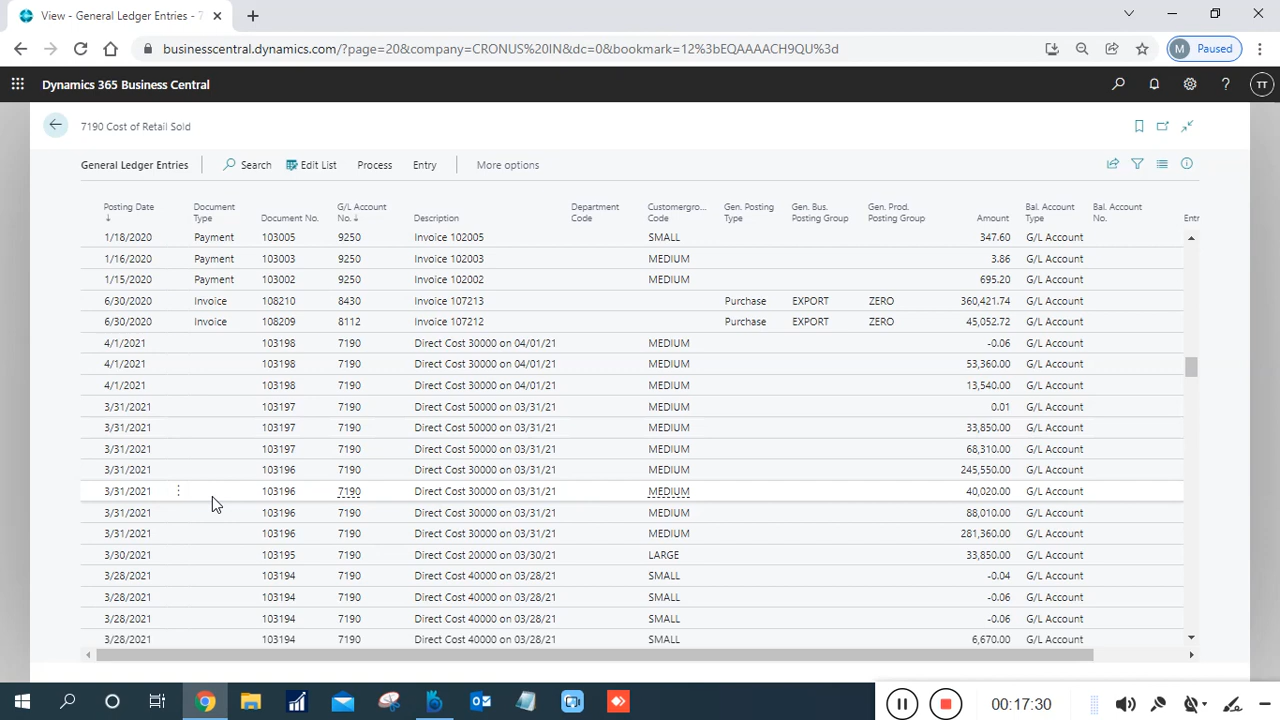 View - General Ledger Entries - 7
businesscentral.dynamics.com/?page=20&company=CRONUS%20IN&dc=0&bookmark=12%3bEQAAAACH9QU%3d
M Paused
Dynamics 365 Business Central
TT
7190 Cost of Retail Sold
General Ledger Entries Search Edit List Process Entry More options
Posting Date ↓ Document Type Document No. G/L Account No. ↓ Description Department Code Customergro... Code Gen. Posting Type Gen. Bus. Posting Group Gen. Prod. Posting Group Amount Bal. Account Type Bal. Account No. Entr
1/18/2020 Payment 103005 9250 Invoice 102005 SMALL 347.60 G/L Account
1/16/2020 Payment 103003 9250 Invoice 102003 MEDIUM 3.86 G/L Account
1/15/2020 Payment 103002 9250 Invoice 102002 MEDIUM 695.20 G/L Account
6/30/2020 Invoice 108210 8430 Invoice 107213 Purchase EXPORT ZERO 360,421.74 G/L Account
6/30/2020 Invoice 108209 8112 Invoice 107212 Purchase EXPORT ZERO 45,052.72 G/L Account
4/1/2021 103198 7190 Direct Cost 30000 on 04/01/21 MEDIUM -0.06 G/L Account
4/1/2021 103198 7190 Direct Cost 30000 on 04/01/21 MEDIUM 53,360.00 G/L Account
4/1/2021 103198 7190 Direct Cost 30000 on 04/01/21 MEDIUM 13,540.00 G/L Account
3/31/2021 103197 7190 Direct Cost 50000 on 03/31/21 MEDIUM 0.01 G/L Account
3/31/2021 103197 7190 Direct Cost 50000 on 03/31/21 MEDIUM 33,850.00 G/L Account
3/31/2021 103197 7190 Direct Cost 50000 on 03/31/21 MEDIUM 68,310.00 G/L Account
3/31/2021 103196 7190 Direct Cost 30000 on 03/31/21 MEDIUM 245,550.00 G/L Account
3/31/2021 103196 7190 Direct Cost 30000 on 03/31/21 MEDIUM 40,020.00 G/L Account
3/31/2021 103196 7190 Direct Cost 30000 on 03/31/21 MEDIUM 88,010.00 G/L Account
3/31/2021 103196 7190 Direct Cost 30000 on 03/31/21 MEDIUM 281,360.00 G/L Account
3/30/2021 103195 7190 Direct Cost 20000 on 03/30/21 LARGE 33,850.00 G/L Account
3/28/2021 103194 7190 Direct Cost 40000 on 03/28/21 SMALL -0.04 G/L Account
3/28/2021 103194 7190 Direct Cost 40000 on 03/28/21 SMALL -0.06 G/L Account
3/28/2021 103194 7190 Direct Cost 40000 on 03/28/21 SMALL -0.06 G/L Account
3/28/2021 103194 7190 Direct Cost 40000 on 03/28/21 SMALL 6,670.00 G/L Account
00:17:30